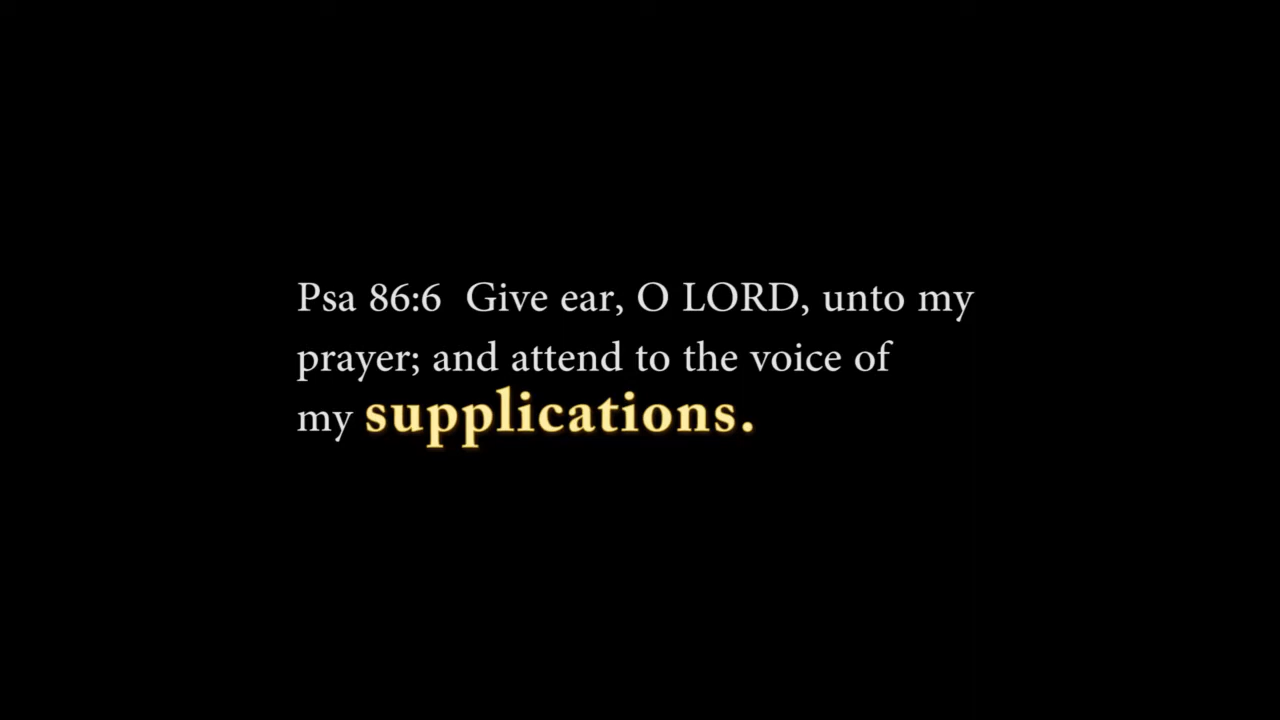 Psa 86:6  Give ear, O LORD, unto my
prayer; and attend to the voice of
my supplications.